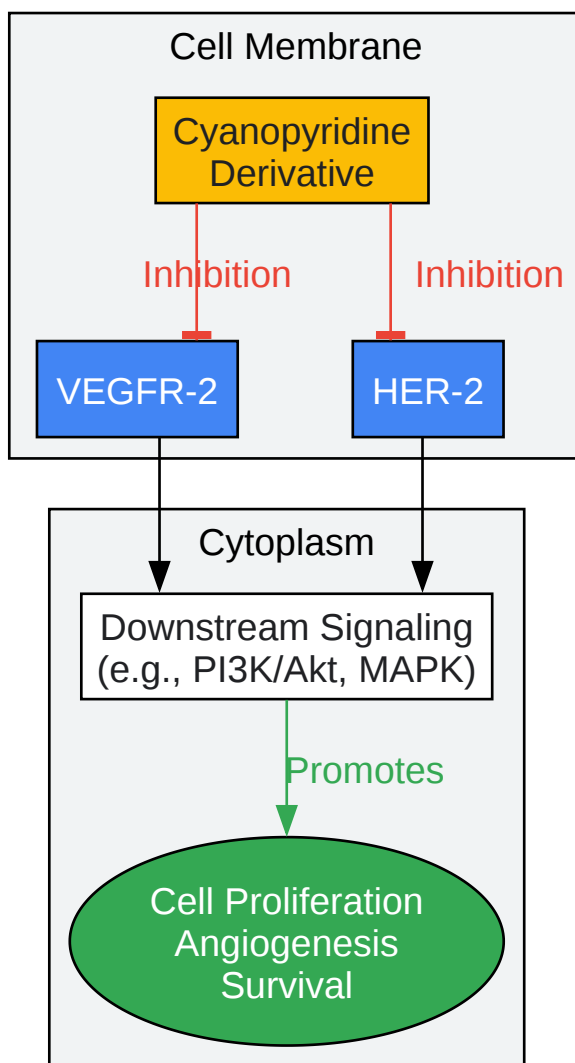 Cell Membrane
Cyanopyridine
Derivative
Inhibition
Inhibition
VEGFR-2
HER-2
Cytoplasm
Downstream Signaling
(e.g., PI3K/Akt, MAPK)
Promotes
Cell Proliferation
Angiogenesis
Survival